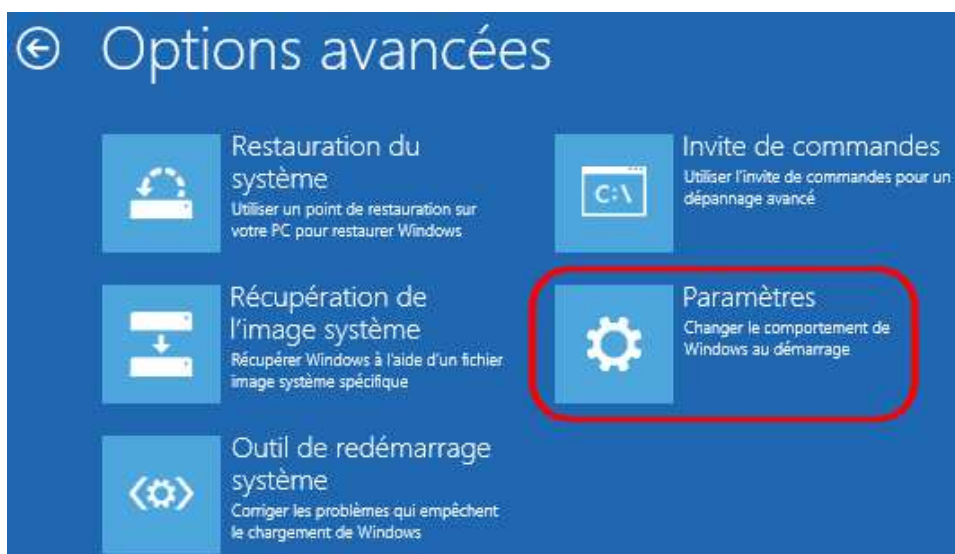 Options avancées
Restauration du
système
Utiliser un point de restauration sur
votre PC pour restaurer Windows
Invite de commandes
Utiliser l'invite de commandes pour un
dépannage avancé
C:\
Récupération de
l'image système
Récupérer Windows à l'aide d'un fichier
image système spécifique
Paramètres
Changer le comportement de
Windows au démarrage
Outil de redémarrage
système
Corriger les problèmes qui empêchent
le chargement de Windows